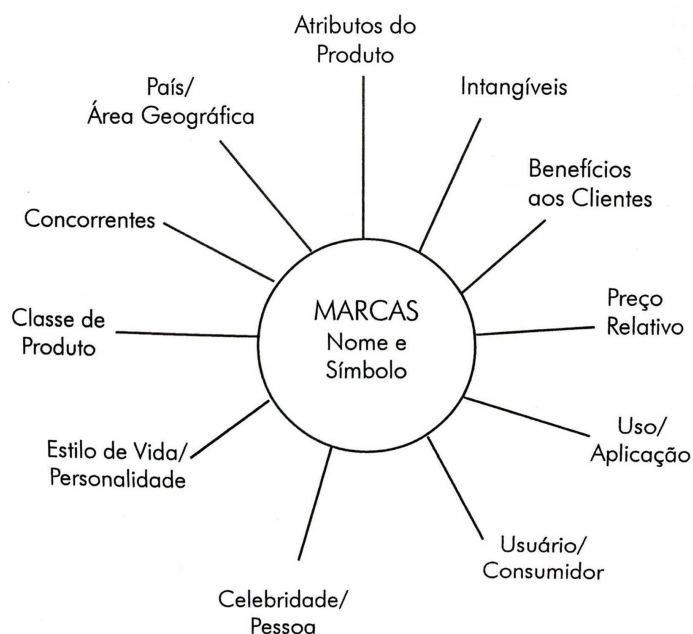 Atributos do
Produto
Intangíveis
Benefícios
aos Clientes
Preço
Relativo
Uso/
Aplicação
Usuário/
Consumidor
Celebridade/
Pessoa
Estilo de Vida/
Personalidade
Classe de
Produto
Concorrentes
País/
Área Geográfica
MARCAS
Nome e
Símbolo